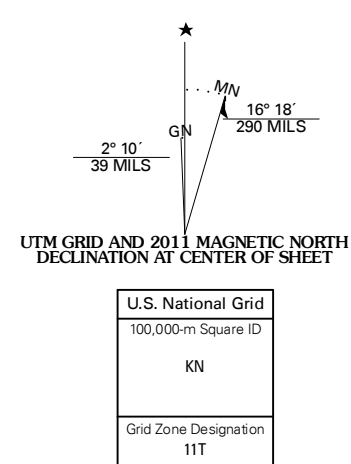 ★
MN
GN
16° 18´
290 MILS
2° 10´
39 MILS
UTM GRID AND 2011 MAGNETIC NORTH
DECLINATION AT CENTER OF SHEET
U.S. National Grid
100,000-m Square ID
KN
Grid Zone Designation
11T